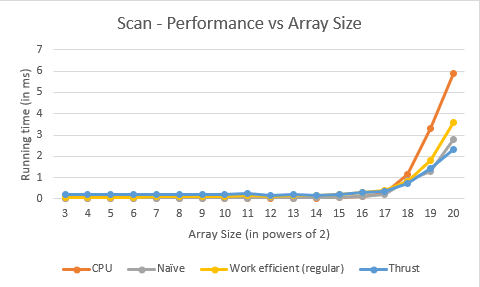 Scan - Performance vs Array Size
7
6
5
4
3
2
1
0
Running time (in ms)
3 4 5 6 7 8 9 10 11 12 13 14 15 16 17 18 19 20
Array Size (in powers of 2)
CPU Naïve Work efficient (regular) Thrust